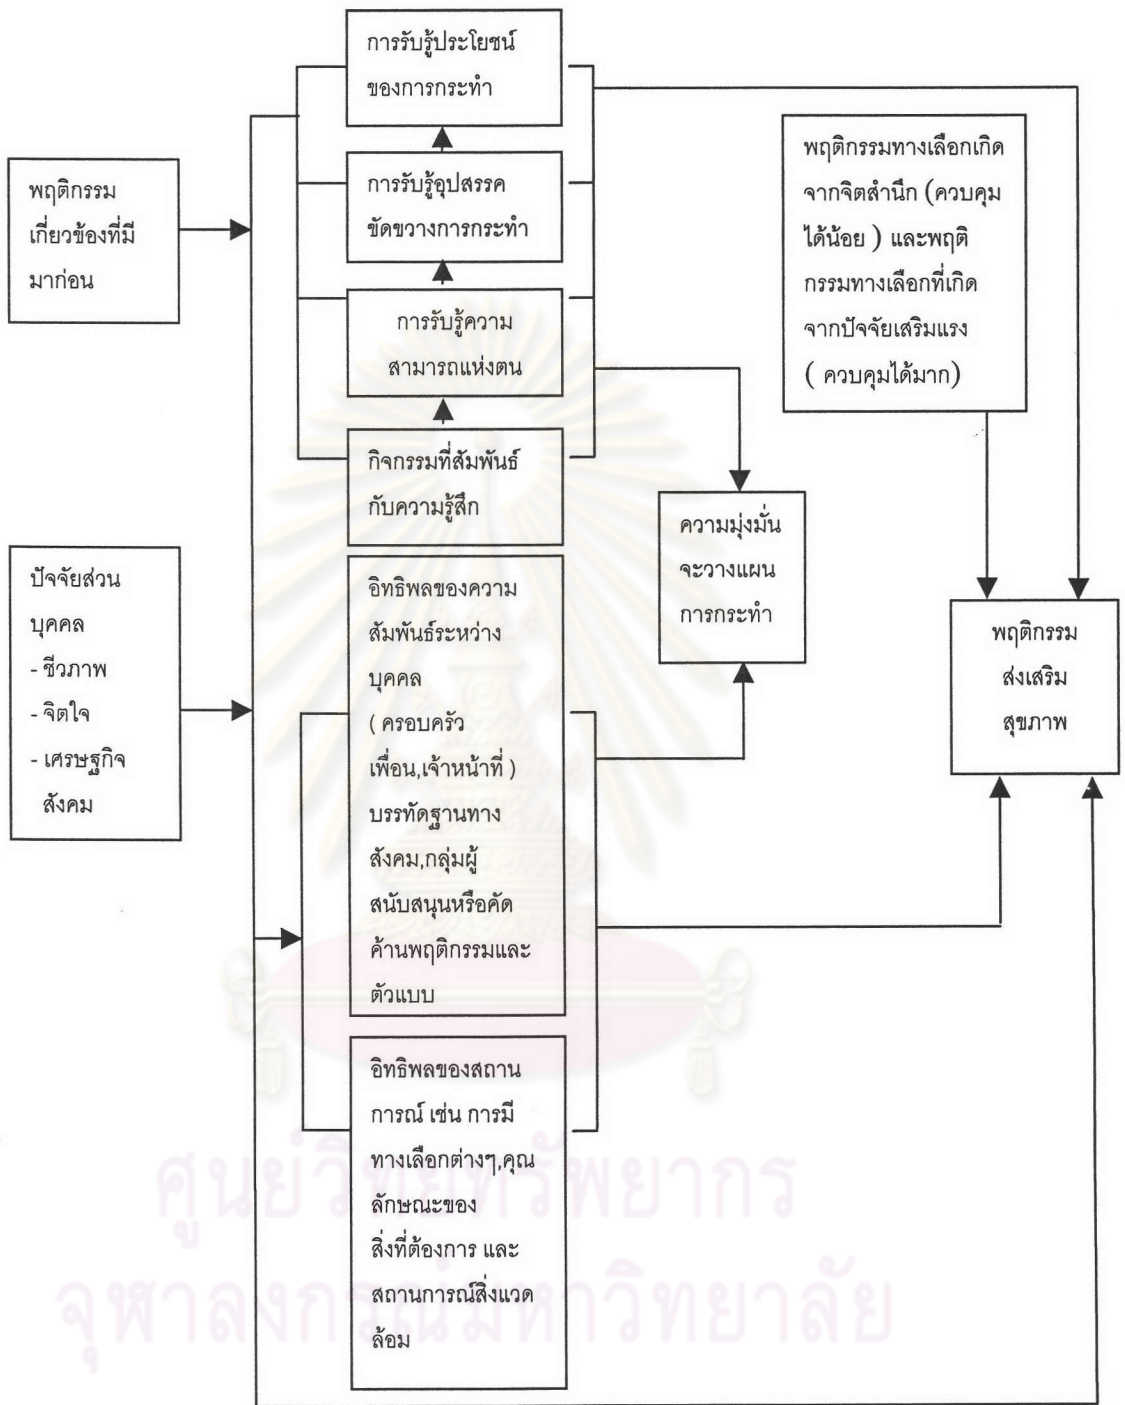 การรับรู้ประโยชน์
ของการกระทำ
การรับรู้อุปสรรค
ขัดขวางการกระทำ
การรับรู้ความ
สามารถแห่งตน
กิจกรรมที่สัมพันธ์
กับความรู้สึก
พฤติกรรม
เกี่ยวข้องที่มี
มาก่อน
พฤติกรรมทางเลือกเกิด
จากจิตสำนึก (ควบคุม
ได้น้อย ) และพฤติ
กรรมทางเลือกที่เกิด
จากปัจจัยเสริมแรง
( ควบคุมได้มาก)
ปัจจัยส่วน
บุคคล
- ชีวภาพ
- จิตใจ
- เศรษฐกิจ
สังคม
อิทธิพลของความ
สัมพันธ์ระหว่าง
บุคคล
( ครอบครัว
เพื่อน,เจ้าหน้าที่ )
บรรทัดฐานทาง
สังคม,กลุ่มผู้
สนับสนุนหรือคัด
ค้านพฤติกรรมและ
ตัวแบบ
ความมุ่งมั่น
จะวางแผน
การกระทำ
พฤติกรรม
ส่งเสริม
สุขภาพ
อิทธิพลของสถาน
การณ์ เช่น การมี
ทางเลือกต่างๆ,คุณ
ลักษณะของ
สิ่งที่ต้องการ และ
สถานการณ์สิ่งแวด
ล้อม
ศูนย์วิทยทรัพยากร
จุฬาลงกรณ์มหาวิทยาลัย